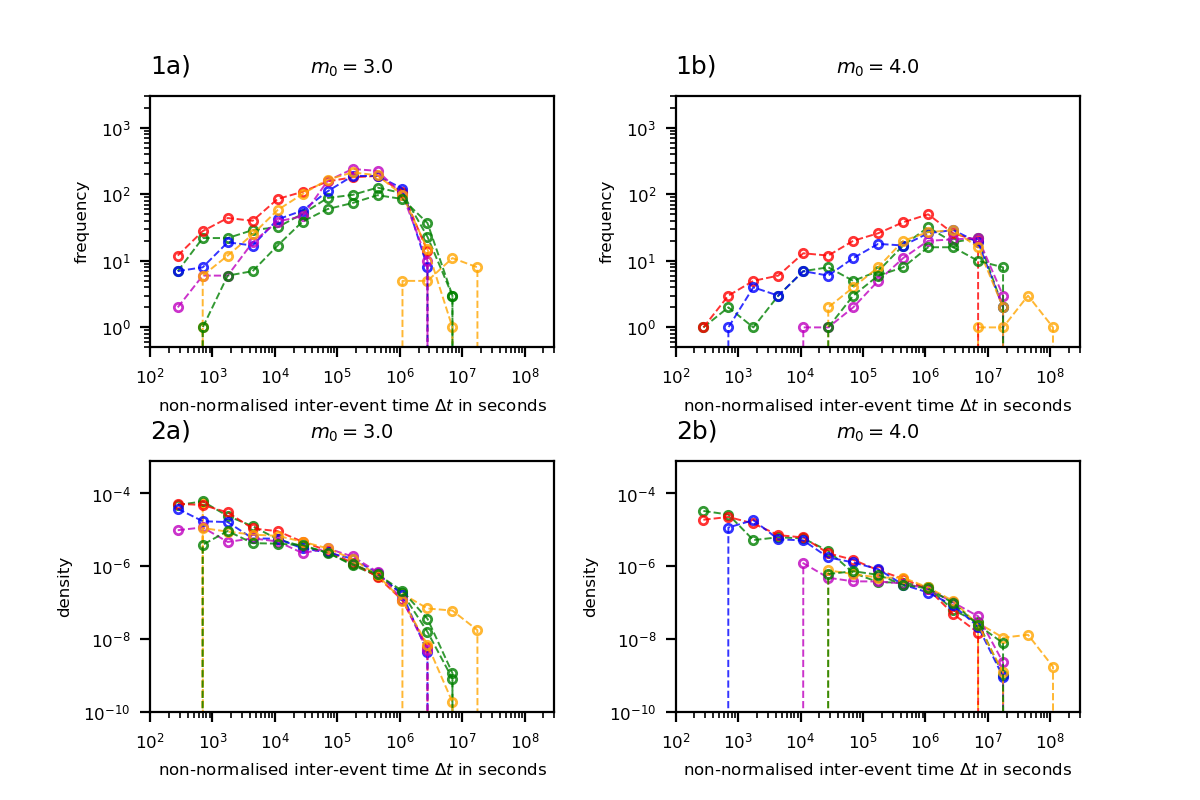 1a) m₀ = 3.0
10³
10²
10¹
10⁰
frequency
10² 10³ 10⁴ 10⁵ 10⁶ 10⁷ 10⁸
non-normalised inter-event time Δt in seconds
1b) m₀ = 4.0
10³
10²
10¹
10⁰
frequency
10² 10³ 10⁴ 10⁵ 10⁶ 10⁷ 10⁸
non-normalised inter-event time Δt in seconds
2a) m₀ = 3.0
10⁻⁴
10⁻⁶
10⁻⁸
10⁻¹⁰
density
10² 10³ 10⁴ 10⁵ 10⁶ 10⁷ 10⁸
non-normalised inter-event time Δt in seconds
2b) m₀ = 4.0
10⁻⁴
10⁻⁶
10⁻⁸
10⁻¹⁰
density
10² 10³ 10⁴ 10⁵ 10⁶ 10⁷ 10⁸
non-normalised inter-event time Δt in seconds